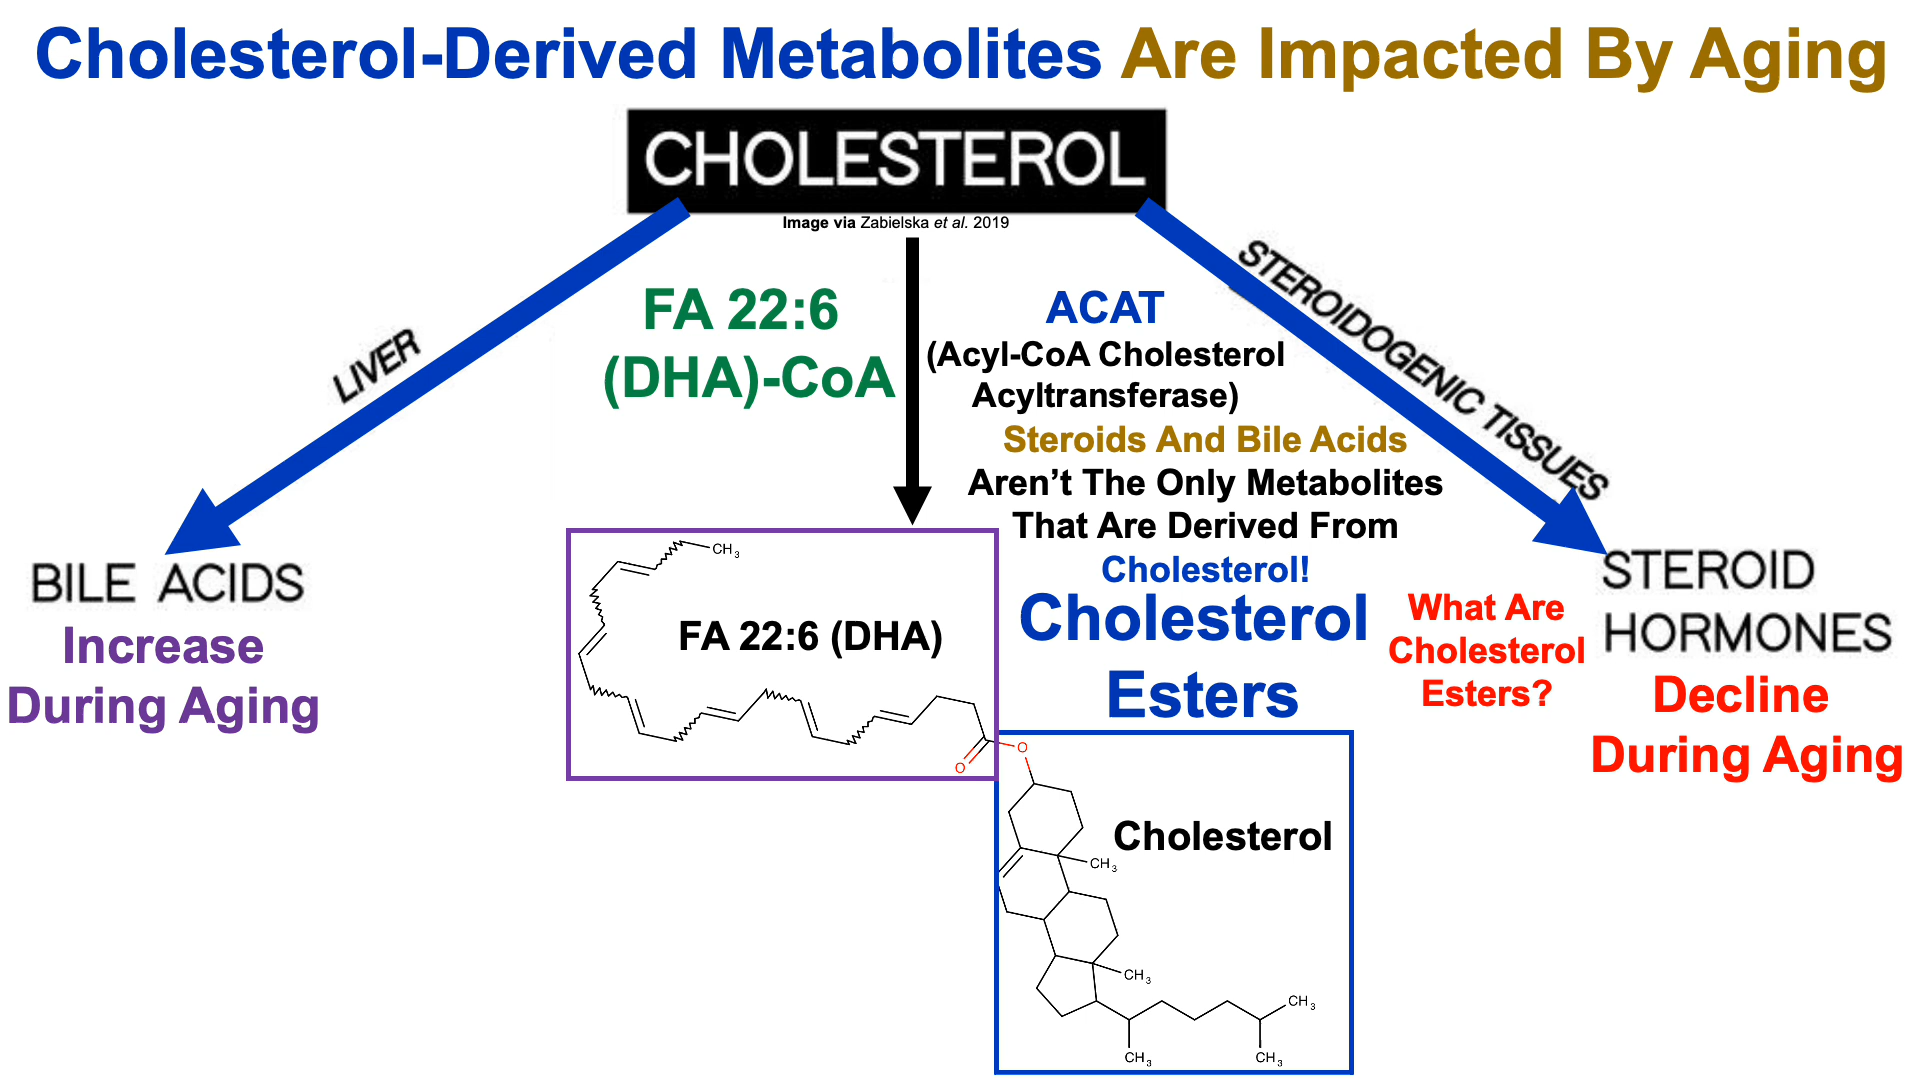 Cholesterol-Derived Metabolites Are Impacted By Aging
CHOLESTEROL
Image via Zabielska et al. 2019
LIVER
STEROIDOGENIC TISSUES
FA 22:6
(DHA)-CoA
ACAT
(Acyl-CoA Cholesterol
Acyltransferase)
Steroids And Bile Acids
Aren’t The Only Metabolites
That Are Derived From
Cholesterol!
Cholesterol
Esters
What Are
Cholesterol
Esters?
BILE ACIDS
Increase
During Aging
STEROID
HORMONES
Decline
During Aging
CH3
FA 22:6 (DHA)
O
O
Cholesterol
CH3
CH3
CH3
CH3
CH3